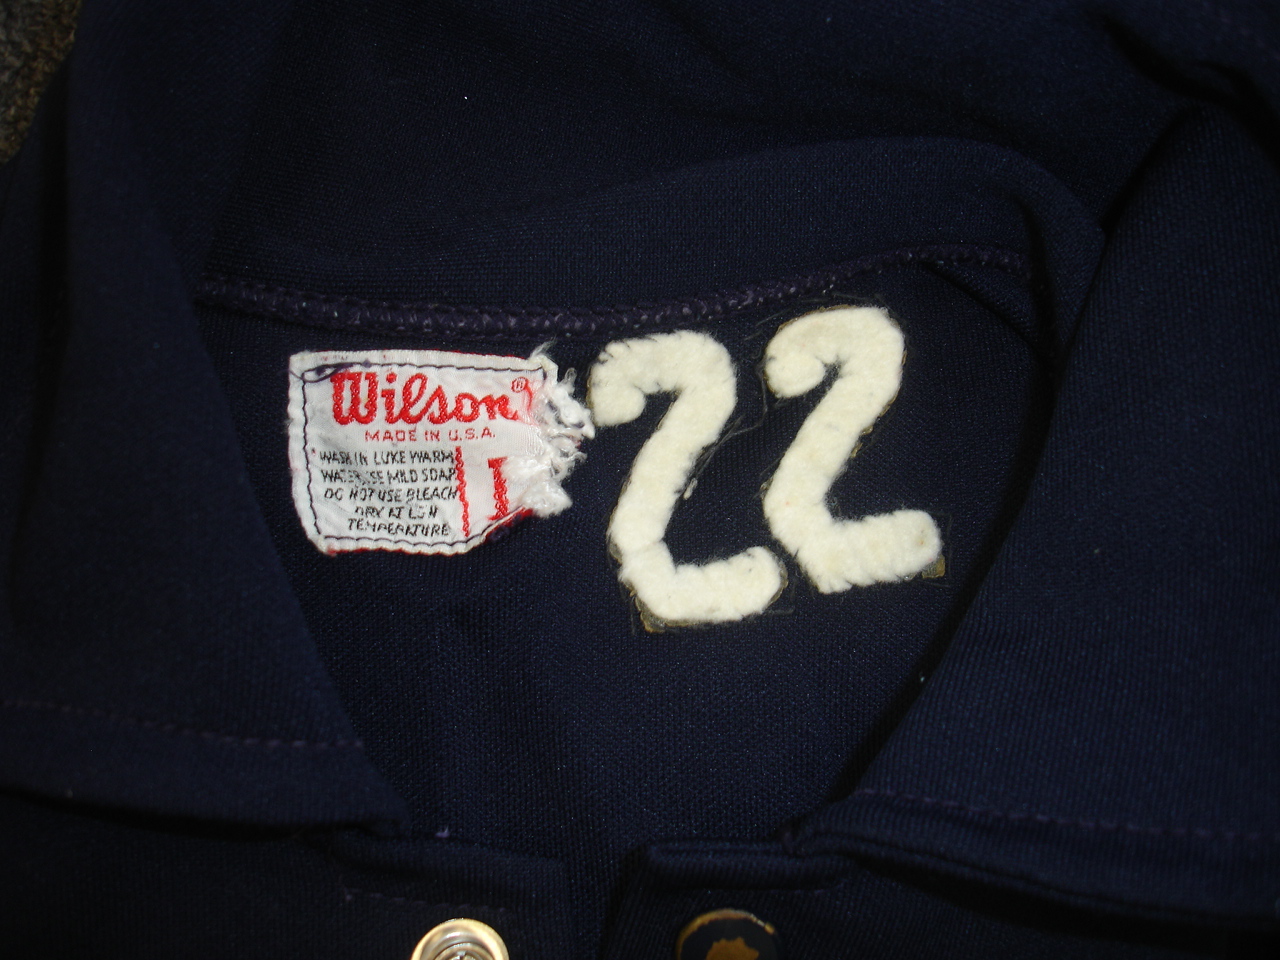 Wilson®
MADE IN U.S.A.
WASH IN LUKE WARM
WATER USE MILD SOAP
DO NOT USE BLEACH
DRY AT LOW
TEMPERATURE
22